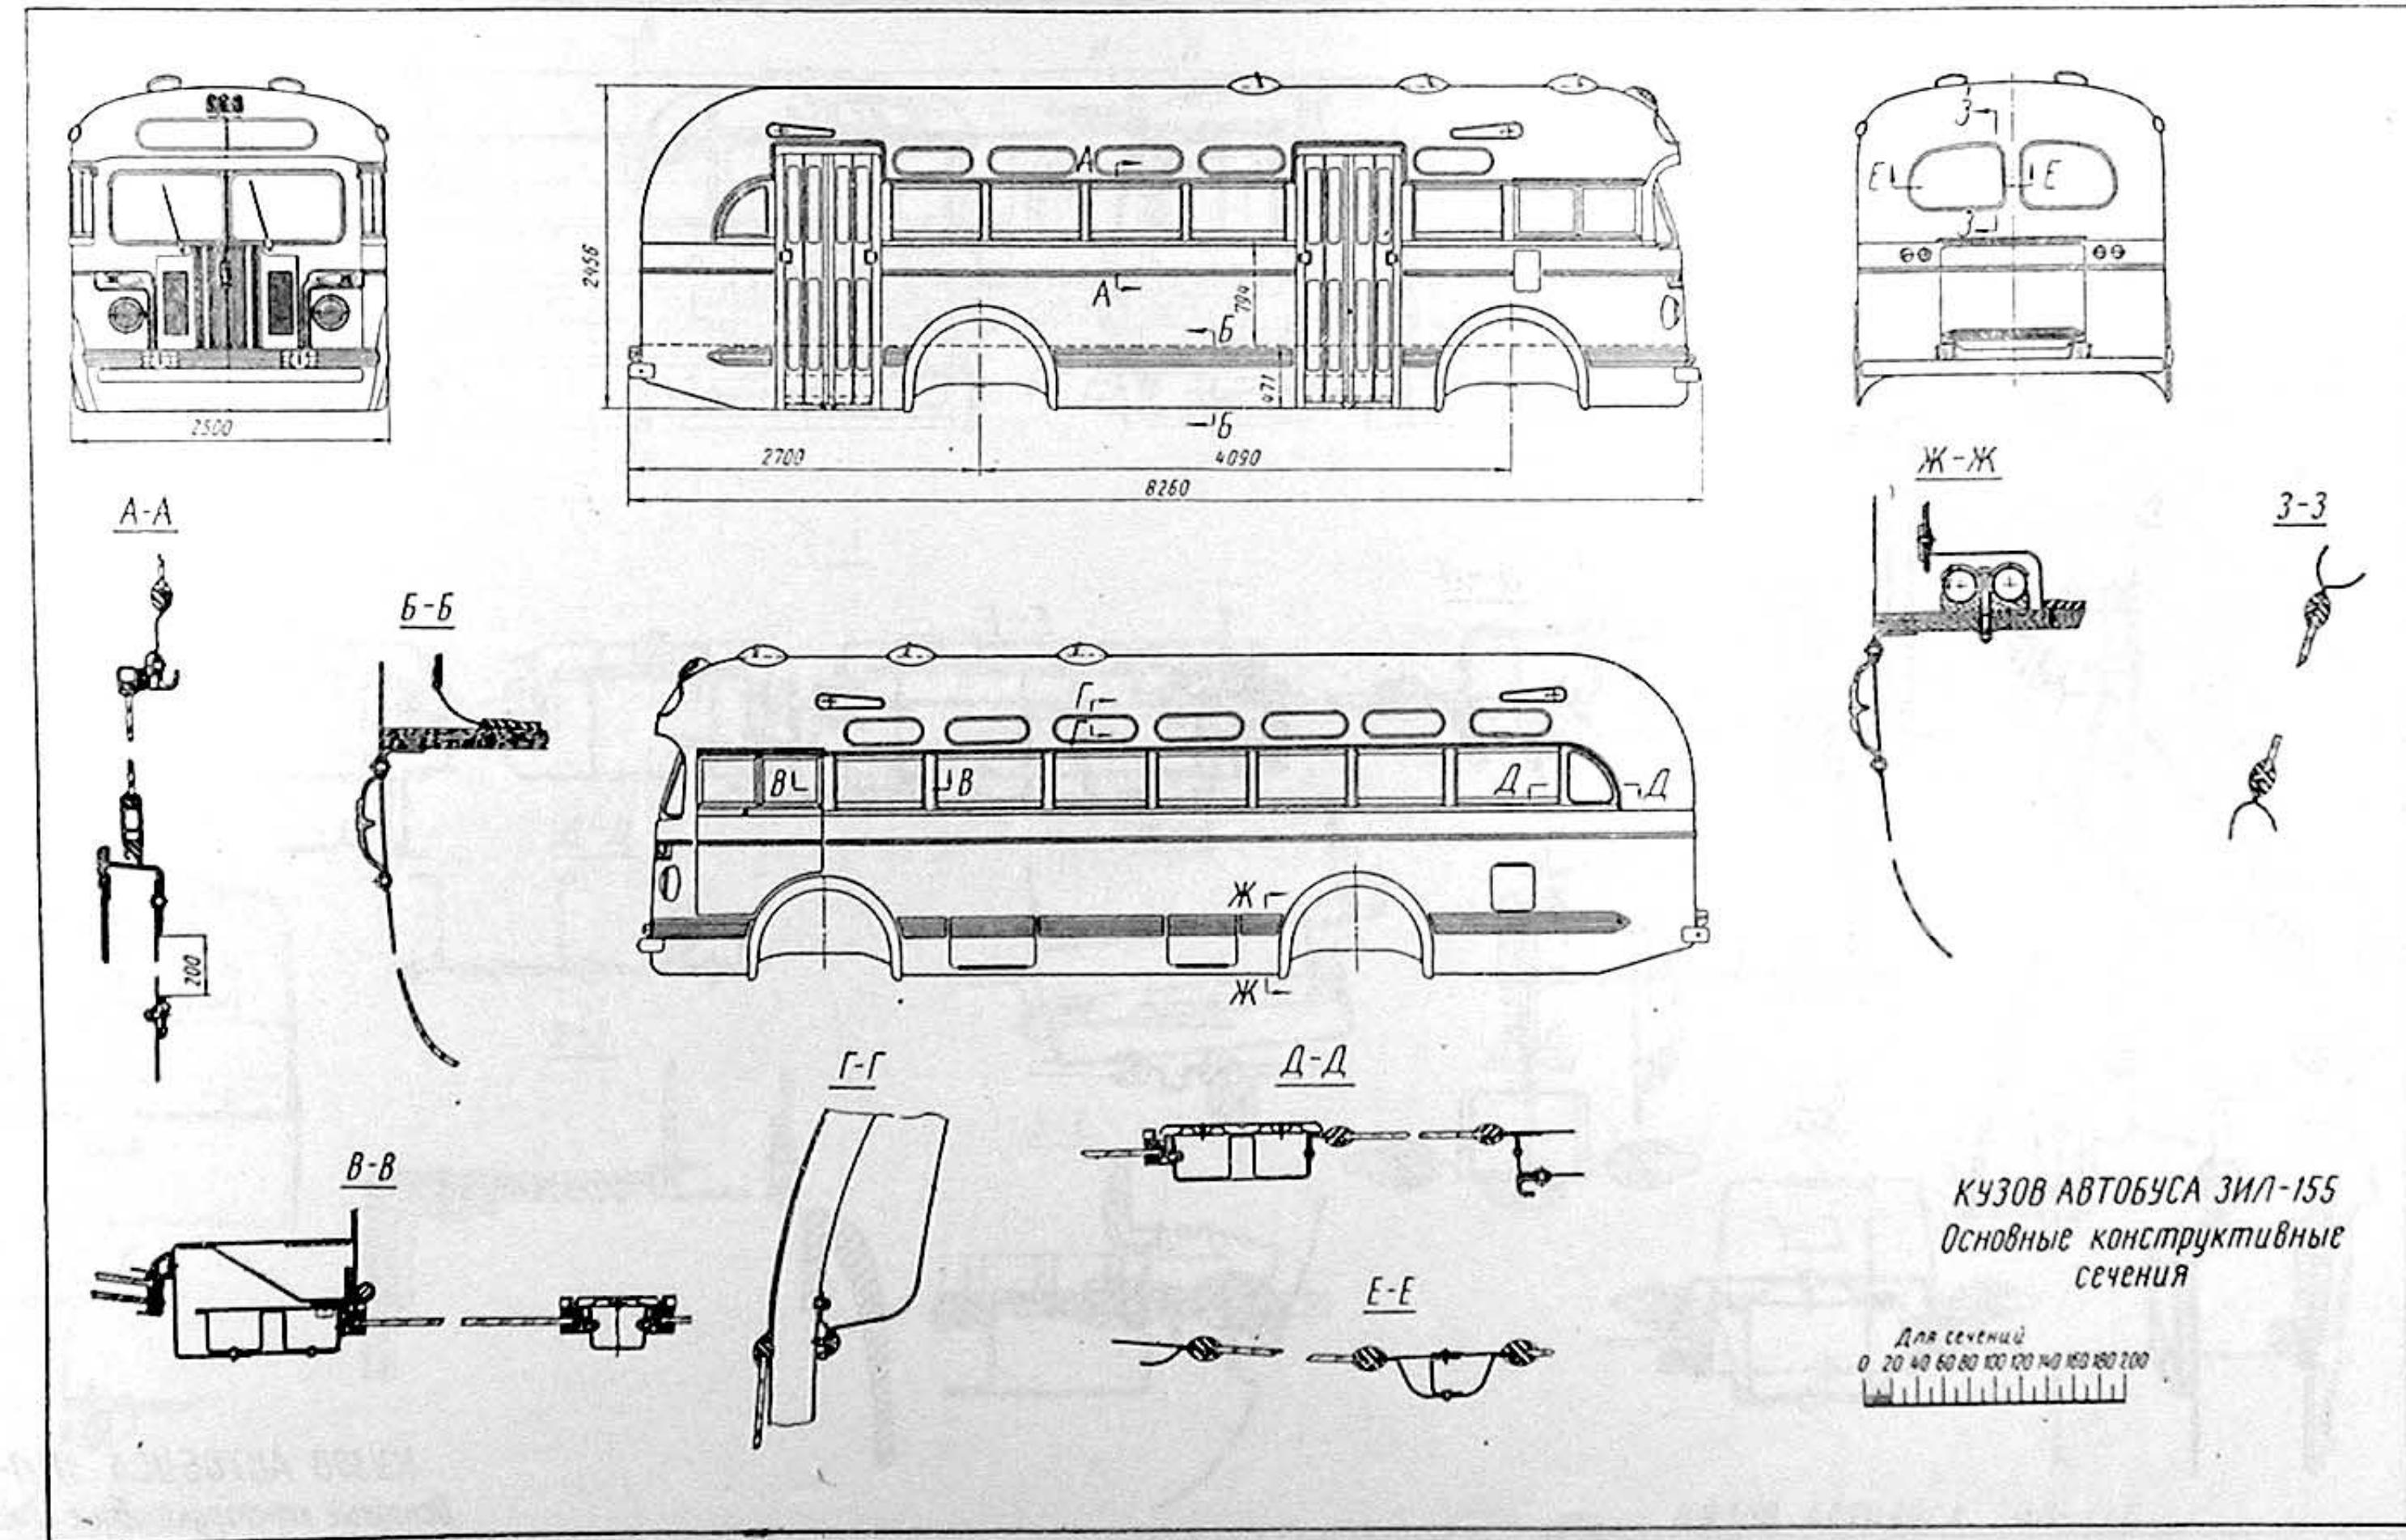 З
З
Е
Е
А
А
Б
Б
2456
794
471
2500
2700
4090
8260
А-А
Б-Б
Ж-Ж
З-З
Г
Г
В
В
Д
Д
Ж
Ж
200
Г-Г
Д-Д
В-В
Е-Е
КУЗОВ АВТОБУСА ЗИЛ-155
Основные конструктивные
сечения
Для сечений
0 20 40 60 80 100 120 140 160 180 200